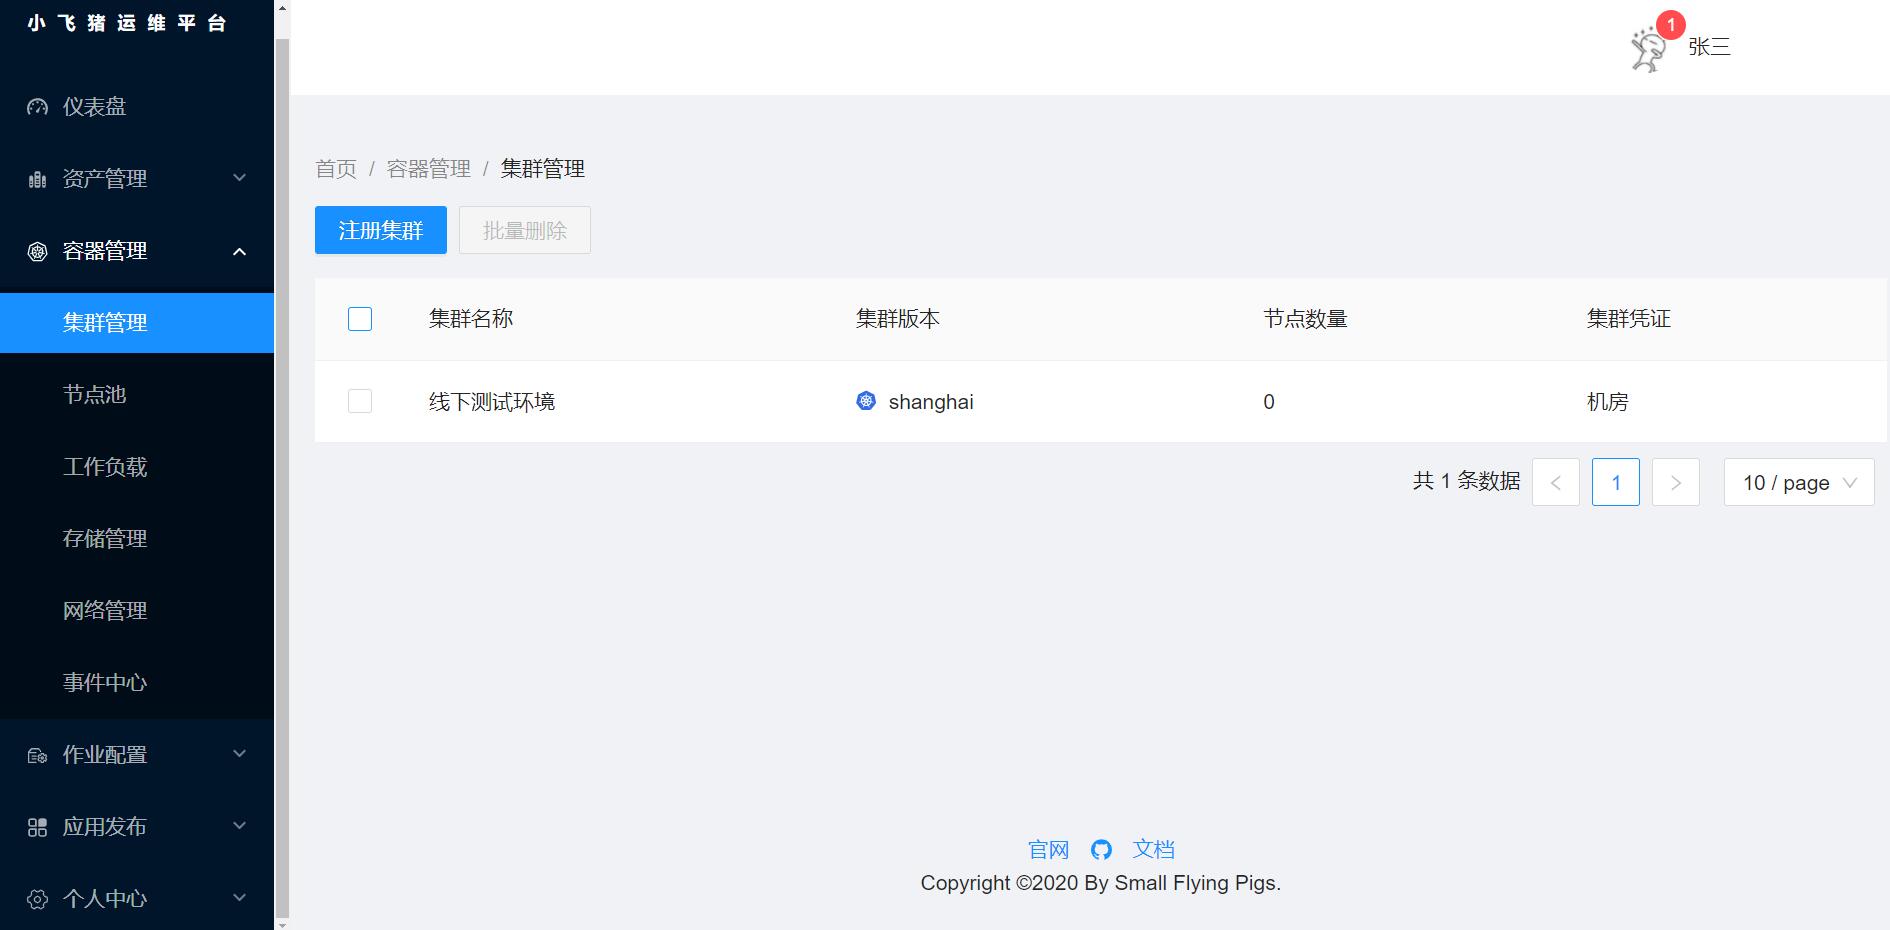 小飞猪运维平台
1
张三
仪表盘
资产管理
容器管理
集群管理
节点池
工作负载
存储管理
网络管理
事件中心
作业配置
应用发布
个人中心
首页 / 容器管理 / 集群管理
注册集群 批量删除
集群名称 集群版本 节点数量 集群凭证
线下测试环境 shanghai 0 机房
共 1 条数据 < 1 > 10 / page
官网 文档
Copyright ©2020 By Small Flying Pigs.